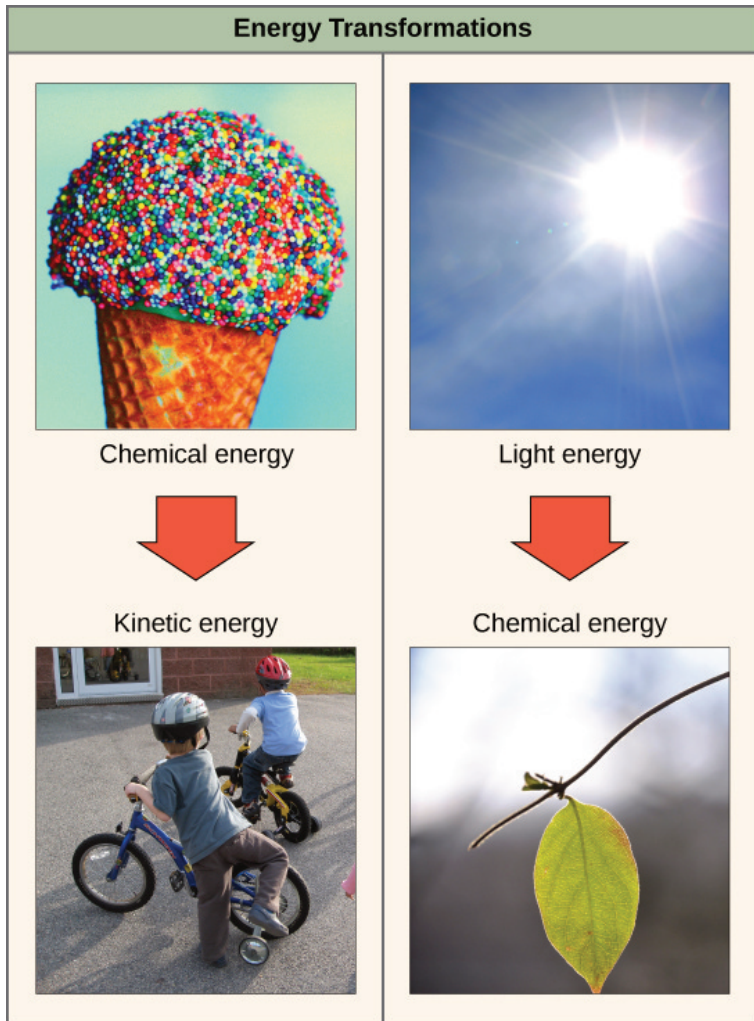 Energy Transformations
Chemical energy
Kinetic energy
Light energy
Chemical energy